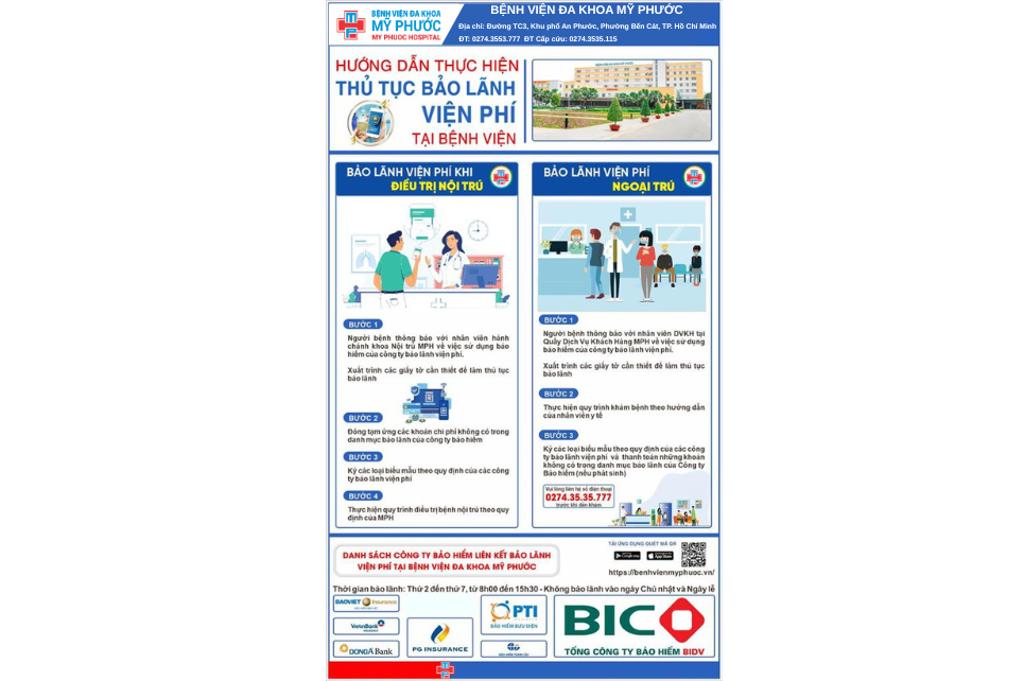 BỆNH VIỆN ĐA KHOA
MỸ PHƯỚC
MY PHUOC HOSPITAL
BỆNH VIỆN ĐA KHOA MỸ PHƯỚC
Địa chỉ: Đường TC3, Khu phố An Phước, Phường Bến Cát, TP. Hồ Chí Minh
ĐT: 0274.3553.777 ĐT Cấp cứu: 0274.3535.115
HƯỚNG DẪN THỰC HIỆN
THỦ TỤC BẢO LÃNH
VIỆN PHÍ
TẠI BỆNH VIỆN
BẢO LÃNH VIỆN PHÍ KHI
ĐIỀU TRỊ NỘI TRÚ
BƯỚC 1
Người bệnh thông báo với nhân viên hành
chánh khoa Nội trú MPH về việc sử dụng bảo
hiểm của công ty bảo lãnh viện phí.
Xuất trình các giấy tờ cần thiết để làm thủ tục
bảo lãnh
BƯỚC 2
Đóng tạm ứng các khoản chi phí không có trong
danh mục bảo lãnh của công ty bảo hiểm
BƯỚC 3
Ký các loại biểu mẫu theo quy định của các công
ty bảo lãnh viện phí
BƯỚC 4
Thực hiện quy trình điều trị bệnh nội trú theo quy
định của MPH
BẢO LÃNH VIỆN PHÍ
NGOẠI TRÚ
BƯỚC 1
Người bệnh thông báo với nhân viên DVKH tại
Quầy Dịch Vụ Khách Hàng MPH về việc sử dụng
bảo hiểm của công ty bảo lãnh viện phí.
Xuất trình các giấy tờ cần thiết để làm thủ tục
bảo lãnh
BƯỚC 2
Thực hiện quy trình khám bệnh theo hướng dẫn
của nhân viên y tế
BƯỚC 3
Ký các loại biểu mẫu theo quy định của các công
ty bảo lãnh viện phí và thanh toán những khoản
không có trong danh mục bảo lãnh của Công ty
Bảo hiểm (nếu phát sinh)
Vui lòng liên hệ số điện thoại
0274.35.35.777
trước khi đến khám
DANH SÁCH CÔNG TY BẢO HIỂM LIÊN KẾT BẢO LÃNH
VIỆN PHÍ TẠI BỆNH VIỆN ĐA KHOA MỸ PHƯỚC
TẢI ỨNG DỤNG QUÉT MÃ QR
Google play
App Store
https://benhvienmyphuoc.vn/
Thời gian bảo lãnh: Thứ 2 đến thứ 7, từ 8h00 đến 15h30 - Không bảo lãnh vào ngày Chủ nhật và Ngày lễ
BAOVIET Insurance
VietinBank
DONGA Bank
PG INSURANCE
PTI
BẢO HIỂM BƯU ĐIỆN
BIC
TỔNG CÔNG TY BẢO HIỂM BIDV